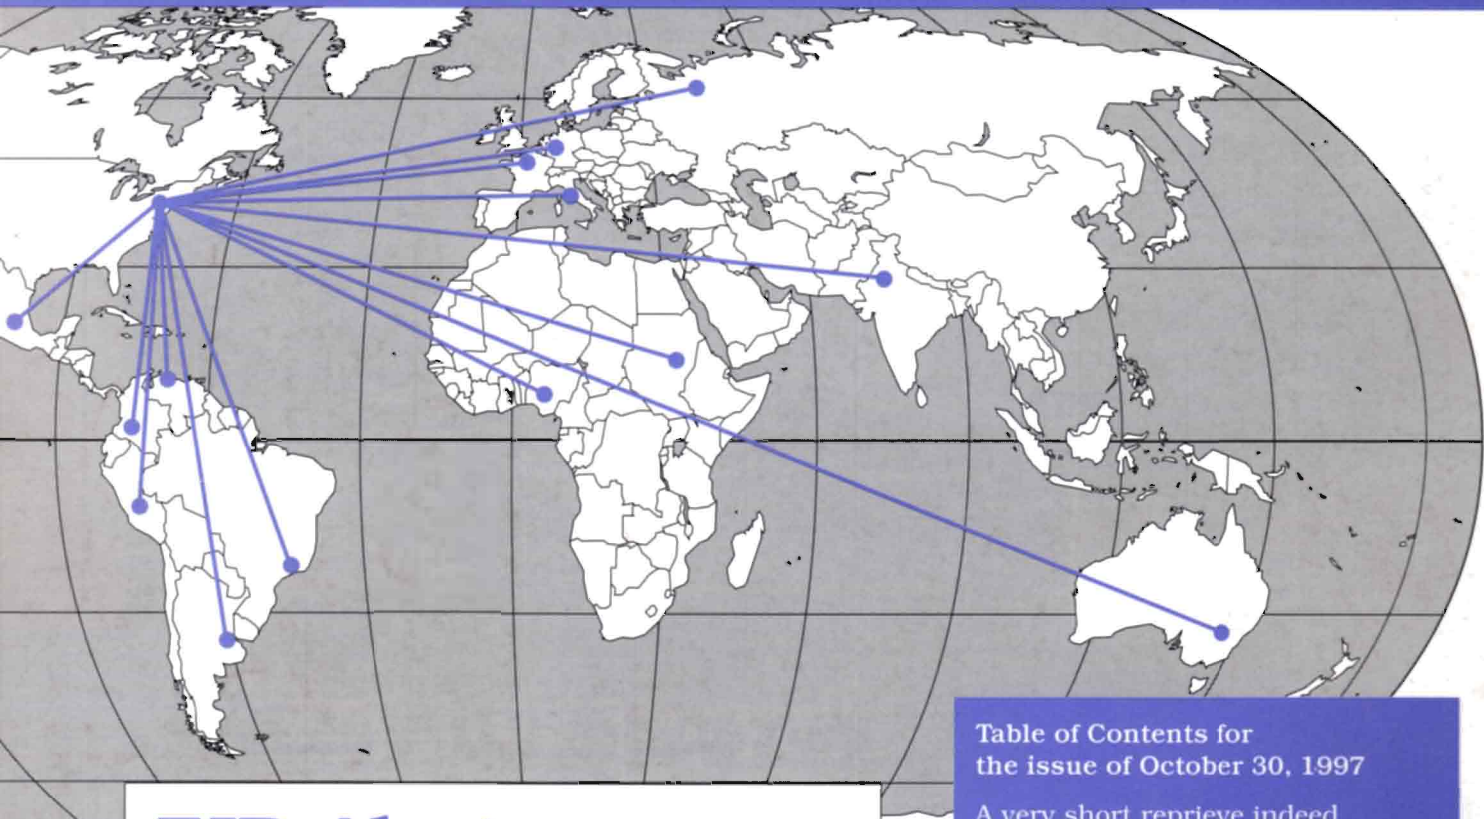 Table of Contents for
the issue of October 30, 1997
A very short reprieve indeed